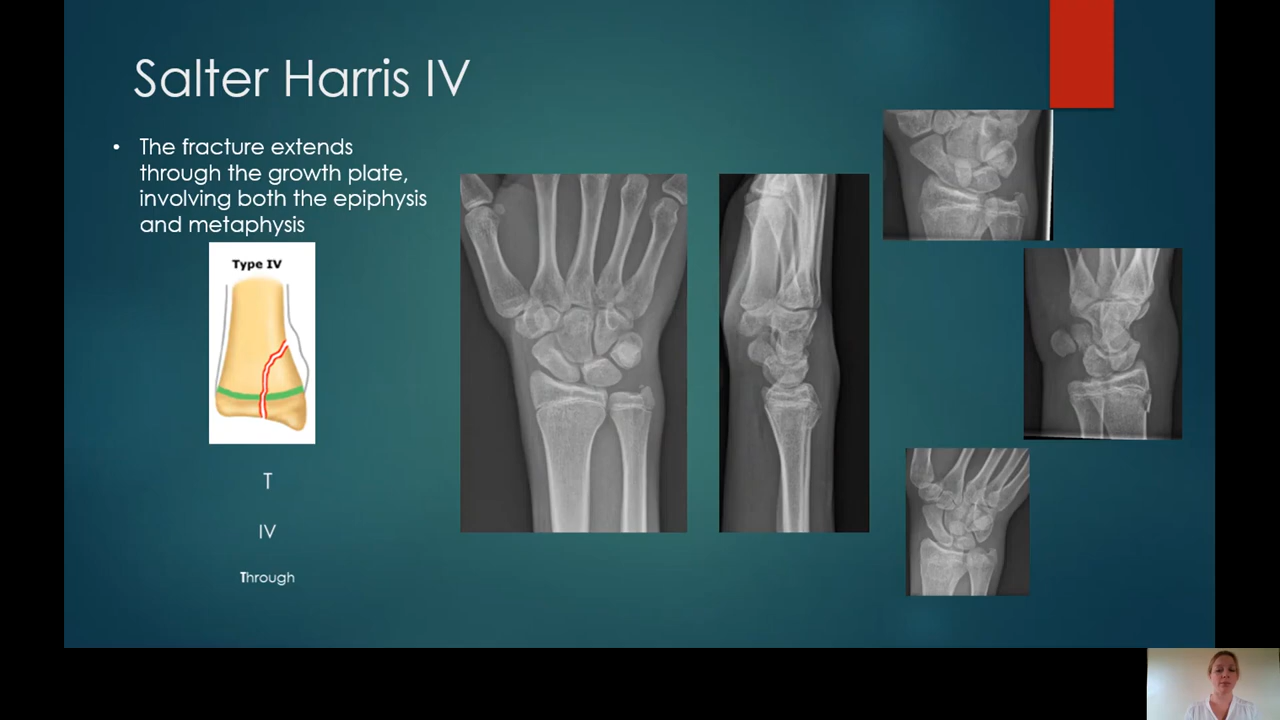 Salter Harris IV
• The fracture extends
through the growth plate,
involving both the epiphysis
and metaphysis
Type IV
T
IV
Through